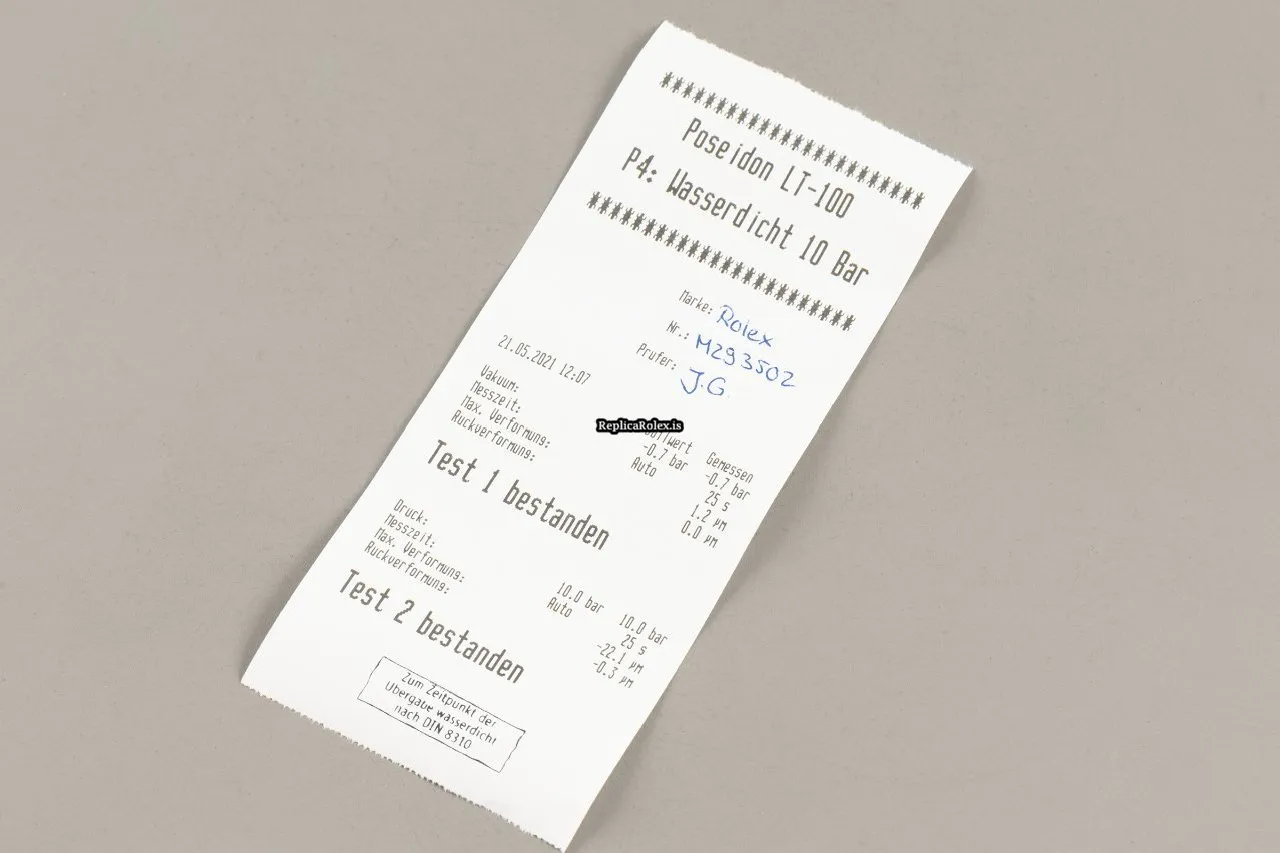 ************************
Poseidon LT-100
P4: Wasserdicht 10 Bar
************************
Marke: Rolex
Nr.: M293502
Prufer: J.G.
21.05.2021 12:07
ReplicaRolex.is
Gemessen
Vakuum: -0.7 bar -0.7 bar
Messzeit: Auto 25 s
Max. Verformung: 1.2 µm
Ruckverformung: 0.0 µm
Test 1 bestanden
Druck: 10.0 bar 10.0 bar
Messzeit: Auto 25 s
Max. Verformung: -22.1 µm
Ruckverformung: -0.3 µm
Test 2 bestanden
Zum Zeitpunkt der
Übergabe wasserdicht
nach DIN 8310